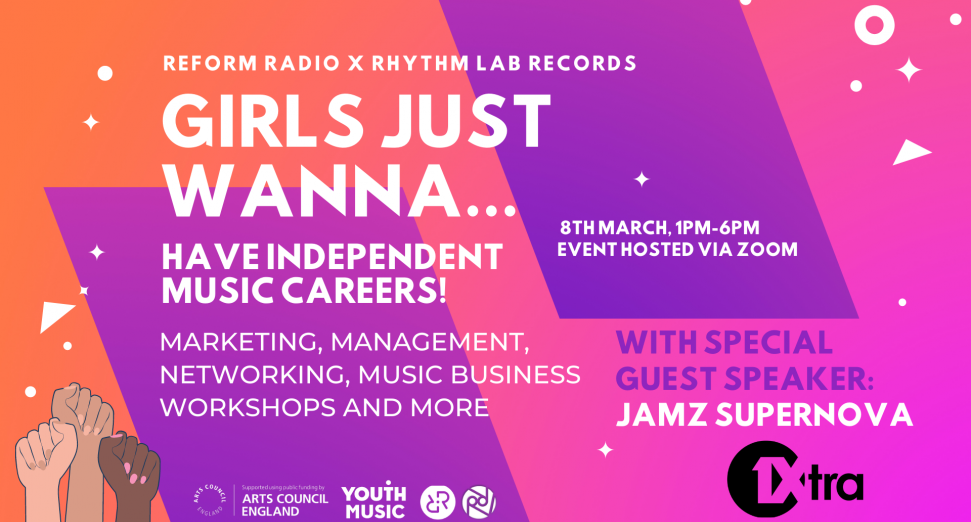 REFORM RADIO X RHYTHM LAB RECORDS
GIRLS JUST
WANNA...
HAVE INDEPENDENT
MUSIC CAREERS!
8TH MARCH, 1PM-6PM
EVENT HOSTED VIA ZOOM
MARKETING, MANAGEMENT,
NETWORKING, MUSIC BUSINESS
WORKSHOPS AND MORE
WITH SPECIAL
GUEST SPEAKER:
JAMZ SUPERNOVA
1Xtra
ARTS COUNCIL
ENGLAND
Supported using public funding by
ARTS COUNCIL
ENGLAND
YOUTH
MUSIC